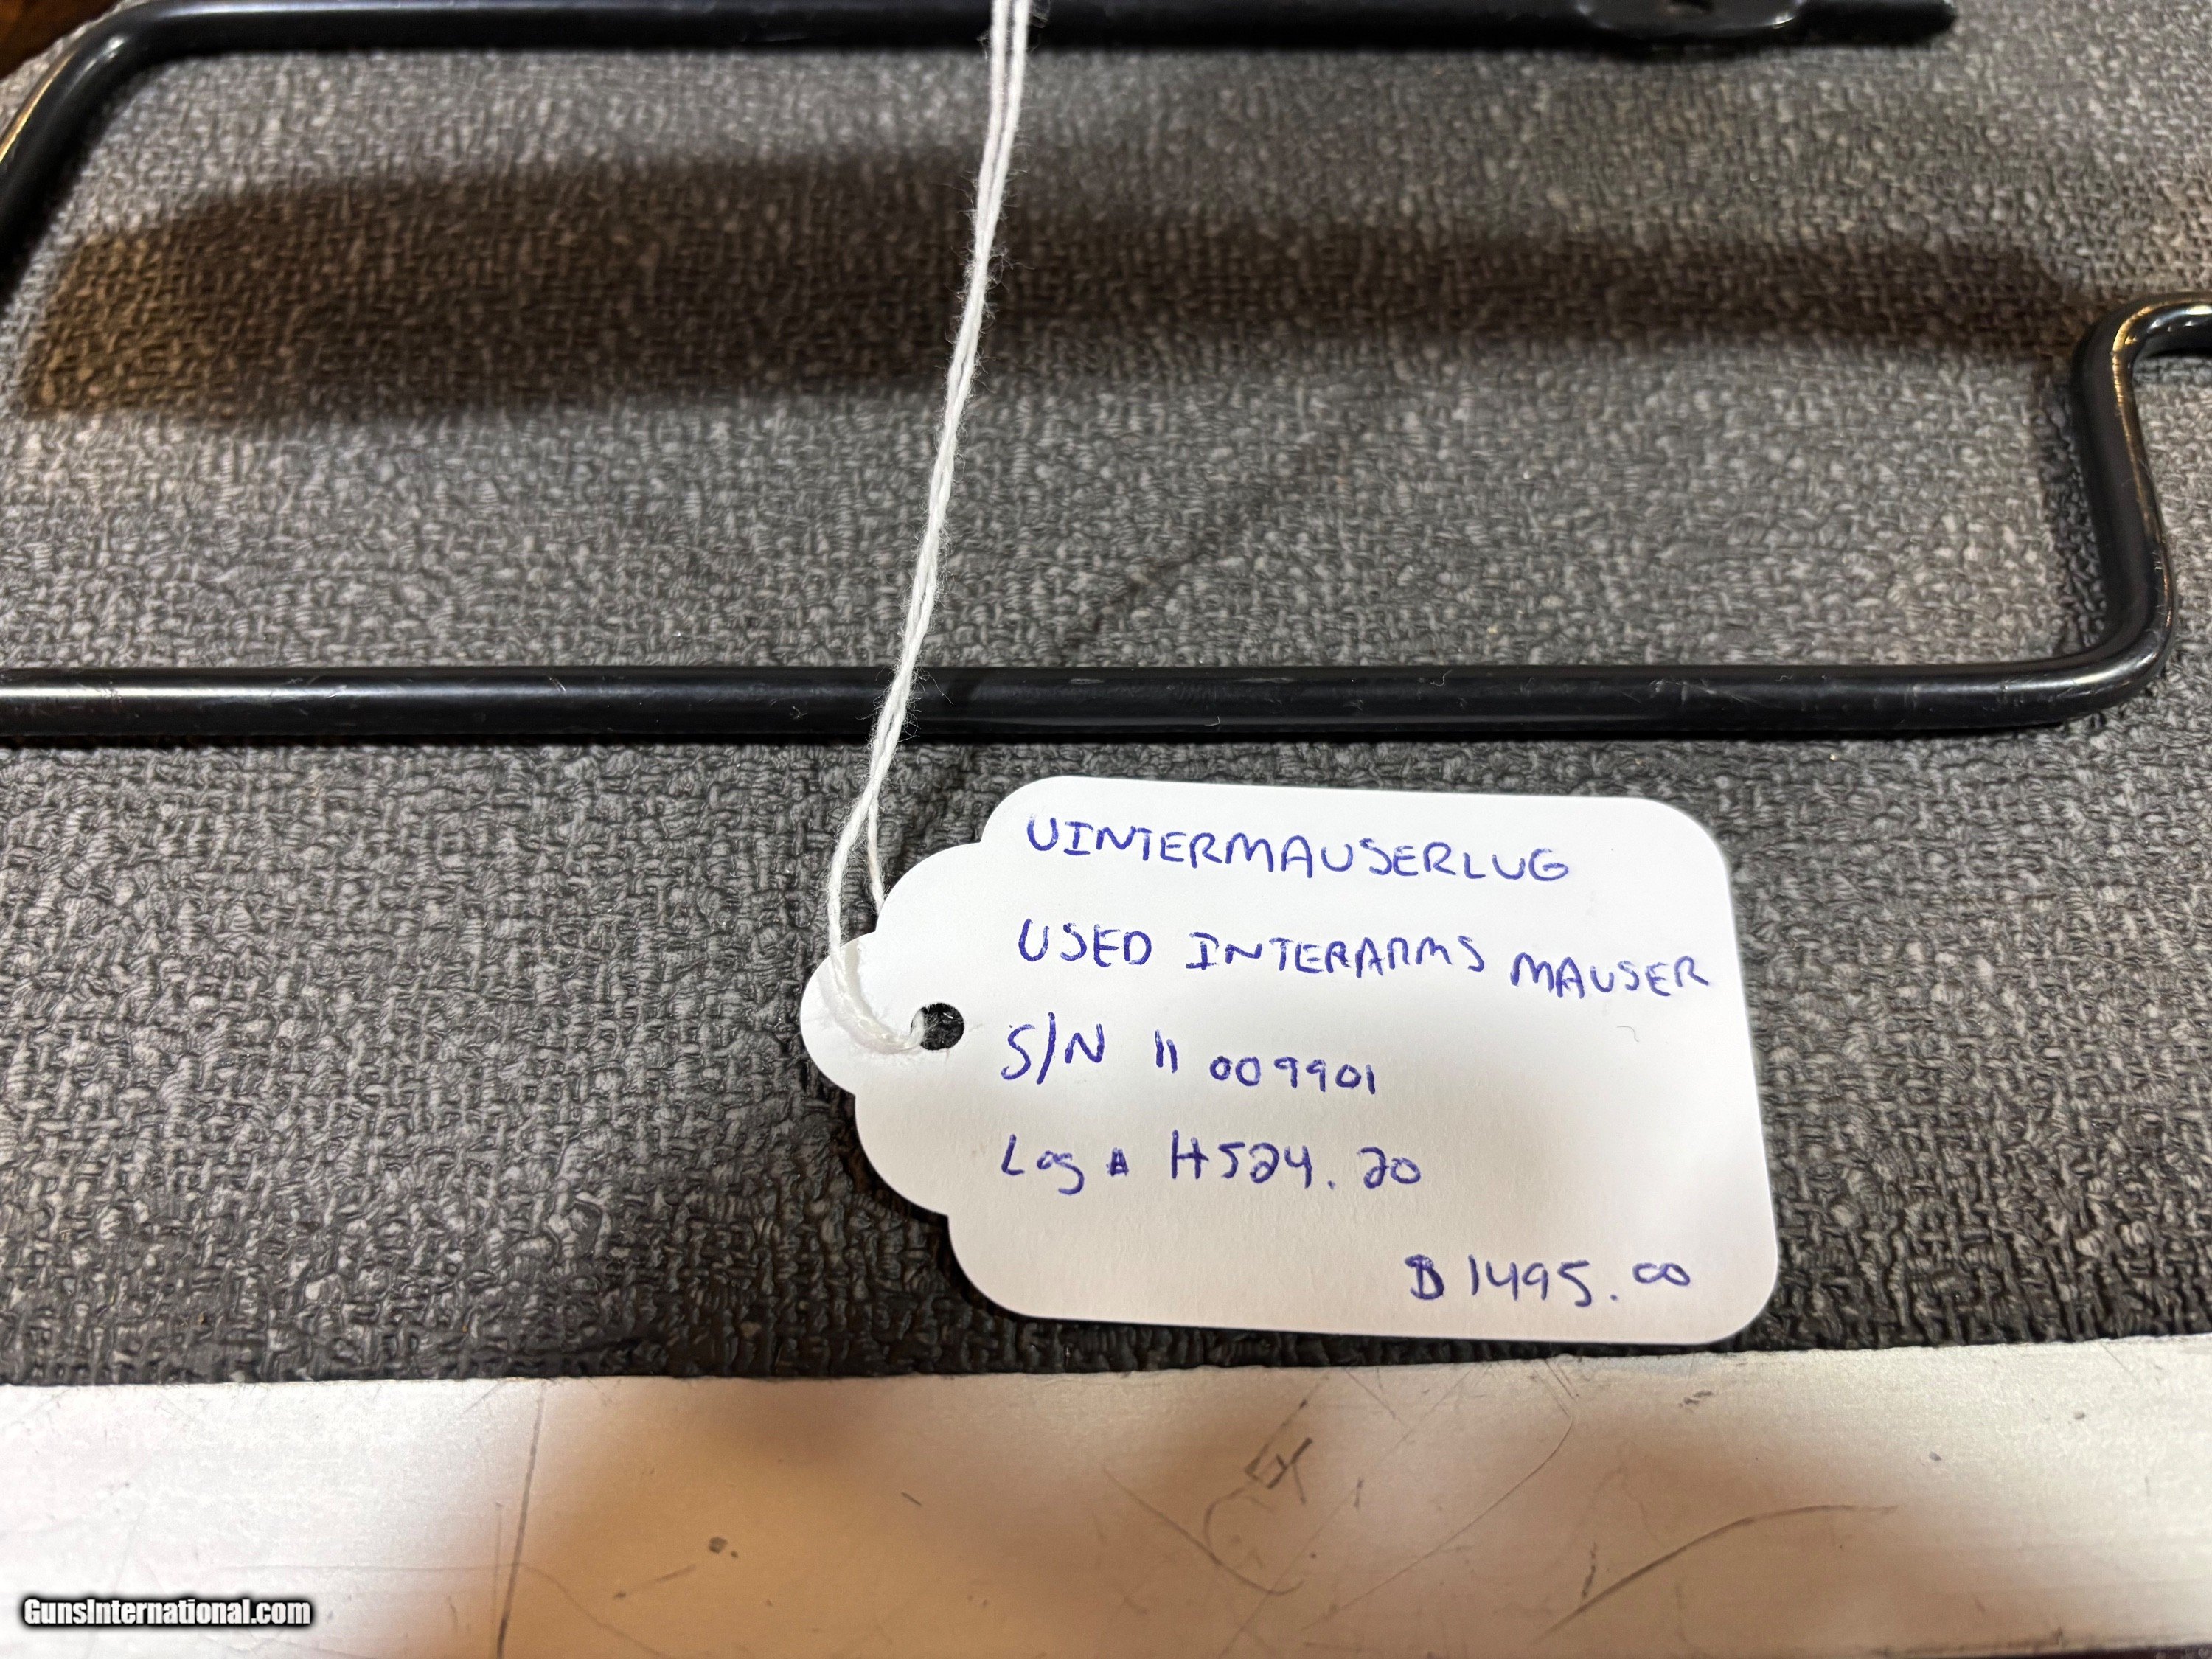 UINTERMAUSERLUG
USED INTERARMS MAUSER
S/N 11 009901
Log # H524.20
$1495.00
GunsInternational.com